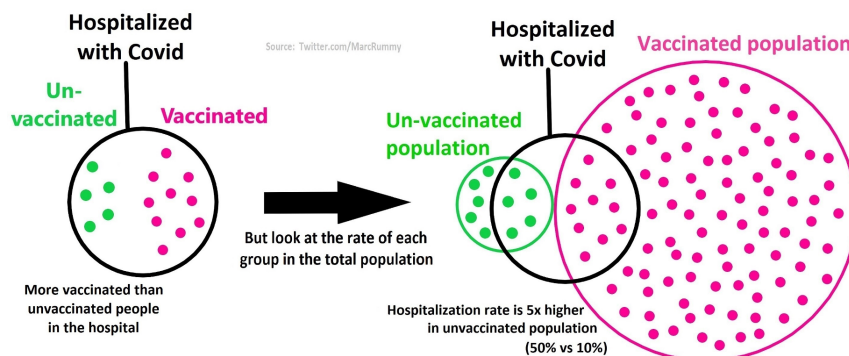 Hospitalized
with Covid
Un-
vaccinated
Vaccinated
More vaccinated than
unvaccinated people
in the hospital
Source: Twitter.com/MarcRummy
But look at the rate of each
group in the total population
Hospitalized
with Covid
Un-vaccinated
population
Vaccinated population
Hospitalization rate is 5x higher
in unvaccinated population
(50% vs 10%)